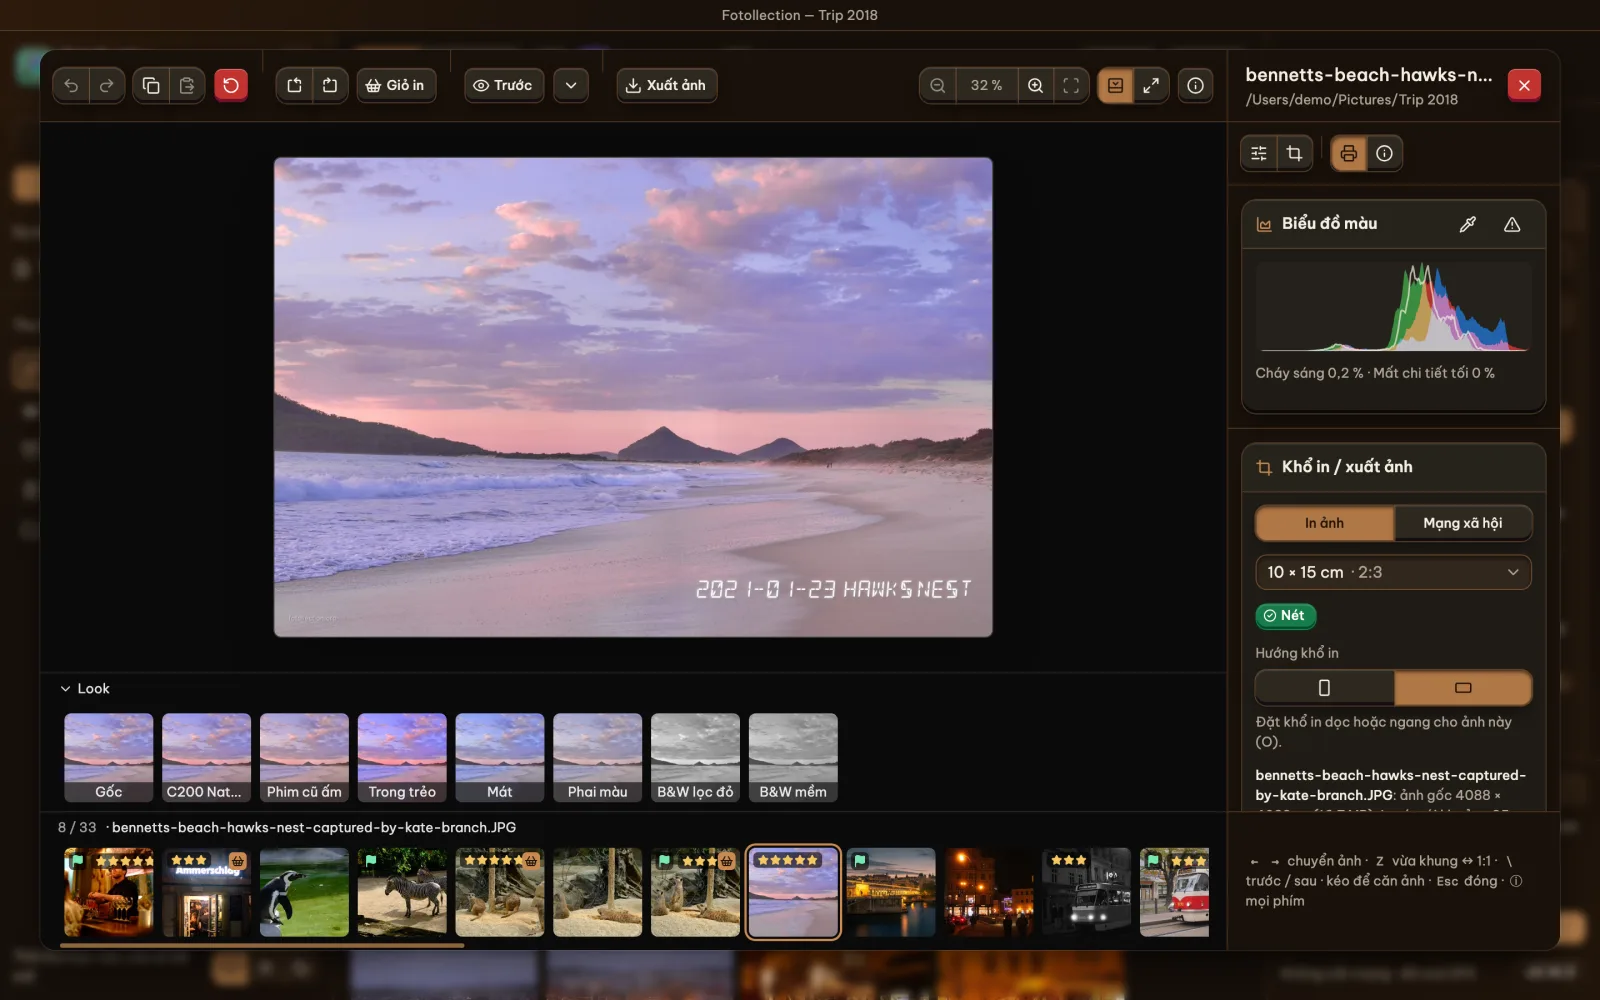 Fotollection — Trip 2018
Giỏ in
Trước
Xuất ảnh
32 %
bennetts-beach-hawks-n...
/Users/demo/Pictures/Trip 2018
Biểu đồ màu
Cháy sáng 0,2 % · Mất chi tiết tối 0 %
Khổ in / xuất ảnh
In ảnh
Mạng xã hội
10 × 15 cm · 2:3
Nét
Hướng khổ in
Đặt khổ in dọc hoặc ngang cho ảnh này
(O).
bennetts-beach-hawks-nest-captured-
by-kate-branch.JPG: ảnh gốc 4088 ×
2021-01-23 HAWKS NEST
Look
Gốc
C200 Nat...
Phim cũ ấm
Trong trẻo
Mát
Phai màu
B&W lọc đỏ
B&W mềm
8 / 33 · bennetts-beach-hawks-nest-captured-by-kate-branch.JPG
Ammerschlag
← → chuyển ảnh · Z vừa khung ↔ 1:1 · \
trước / sau · kéo để căn ảnh · Esc đóng · ⓘ
mọi phím